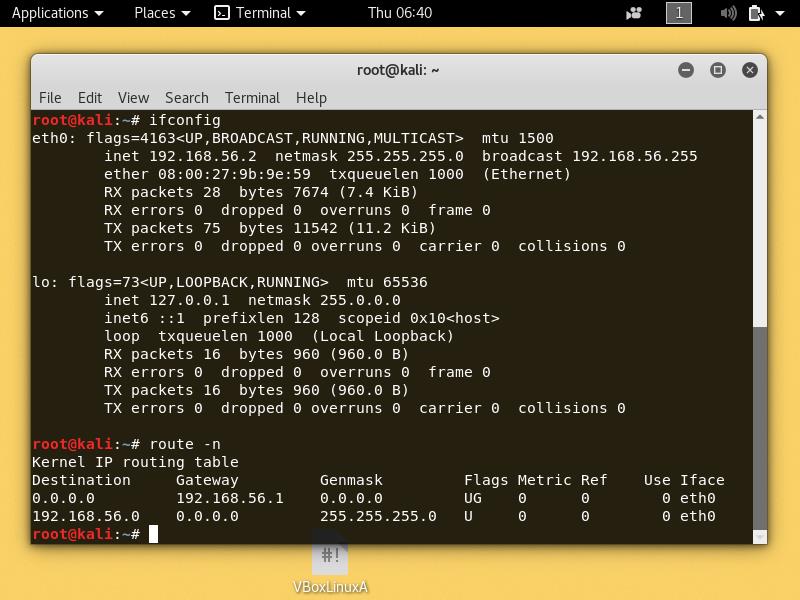 Applications Places Terminal Thu 06:40 1
root@kali: ~
File Edit View Search Terminal Help
root@kali:~# ifconfig
eth0: flags=4163<UP,BROADCAST,RUNNING,MULTICAST>  mtu 1500
        inet 192.168.56.2  netmask 255.255.255.0  broadcast 192.168.56.255
        ether 08:00:27:9b:9e:59  txqueuelen 1000  (Ethernet)
        RX packets 28  bytes 7674 (7.4 KiB)
        RX errors 0  dropped 0  overruns 0  frame 0
        TX packets 75  bytes 11542 (11.2 KiB)
        TX errors 0  dropped 0 overruns 0  carrier 0  collisions 0
lo: flags=73<UP,LOOPBACK,RUNNING>  mtu 65536
        inet 127.0.0.1  netmask 255.0.0.0
        inet6 ::1  prefixlen 128  scopeid 0x10<host>
        loop  txqueuelen 1000  (Local Loopback)
        RX packets 16  bytes 960 (960.0 B)
        RX errors 0  dropped 0  overruns 0  frame 0
        TX packets 16  bytes 960 (960.0 B)
        TX errors 0  dropped 0 overruns 0  carrier 0  collisions 0
root@kali:~# route -n
Kernel IP routing table
Destination     Gateway         Genmask         Flags Metric Ref    Use Iface
0.0.0.0         192.168.56.1    0.0.0.0         UG    0      0        0 eth0
192.168.56.0    0.0.0.0         255.255.255.0   U     0      0        0 eth0
root@kali:~#
#!
VBoxLinuxA